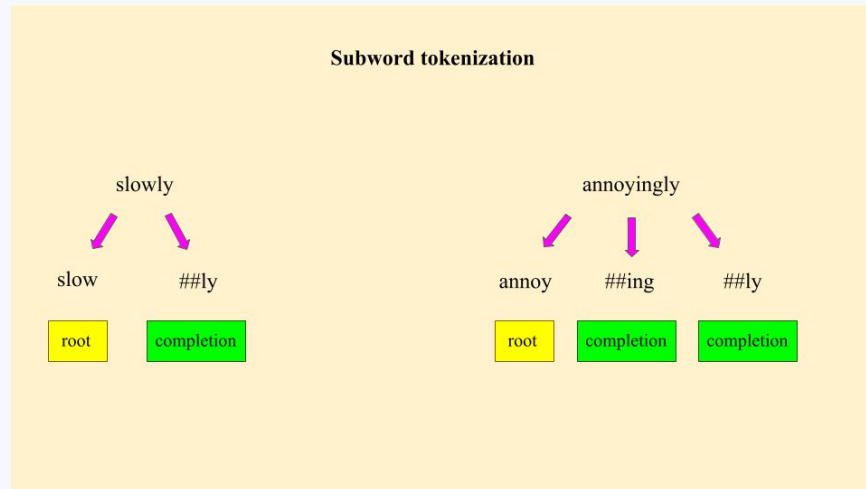 Subword tokenization
slowly
annoyingly
slow ##ly
annoy ##ing ##ly
root completion
root completion completion